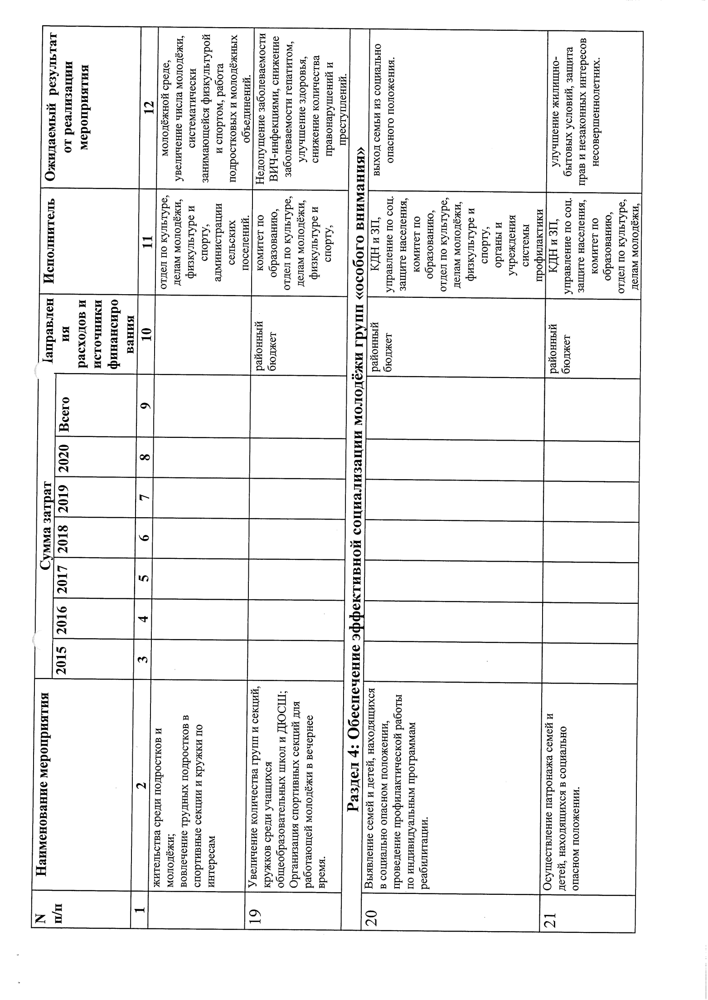 N
п/п
Наименование мероприятия
Сумма затрат
2015
2016
2017
2018
2019
2020
Всего
Направлен
ия
расходов и
источники
финансиро
вания
Исполнитель
Ожидаемый результат
от реализации
мероприятия
1
2
3
4
5
6
7
8
9
10
11
12
жительства среди подростков и
молодёжи;
вовлечение трудных подростков в
спортивные секции и кружки по
интересам
отдел по культуре,
делам молодёжи,
физкультуре и
спорту,
администрации
сельских
поселений.
молодёжной среде,
увеличение числа молодёжи,
систематически
занимающейся физкультурой
и спортом, работа
подростковых и молодёжных
объединений.
19
Увеличение количества групп и секций,
кружков среди учащихся
общеобразовательных школ и ДЮСШ;
Организация спортивных секций для
работающей молодёжи в вечернее
время.
районный
бюджет
комитет по
образованию,
отдел по культуре,
делам молодёжи,
физкультуре и
спорту,
Недопущение заболеваемости
ВИЧ-инфекциями, снижение
заболеваемости гепатитом,
улучшение здоровья,
снижение количества
правонарушений и
преступлений.
Раздел 4: Обеспечение эффективной социализации молодёжи групп «особого внимания»
20
Выявление семей и детей, находящихся
в социально опасном положении,
проведение профилактической работы
по индивидуальным программам
реабилитации.
районный
бюджет
КДН и ЗП,
управление по соц.
защите населения,
комитет по
образованию,
отдел по культуре,
делам молодёжи,
физкультуре и
спорту,
органы и
учреждения
системы
профилактики
выход семьи из социально
опасного положения.
21
Осуществление патронажа семей и
детей, находящихся в социально
опасном положении.
районный
бюджет
КДН и ЗП,
управление по соц.
защите населения,
комитет по
образованию,
отдел по культуре,
делам молодёжи,
улучшение жилищно-
бытовых условий, защита
прав и незаконных интересов
несовершеннолетних.